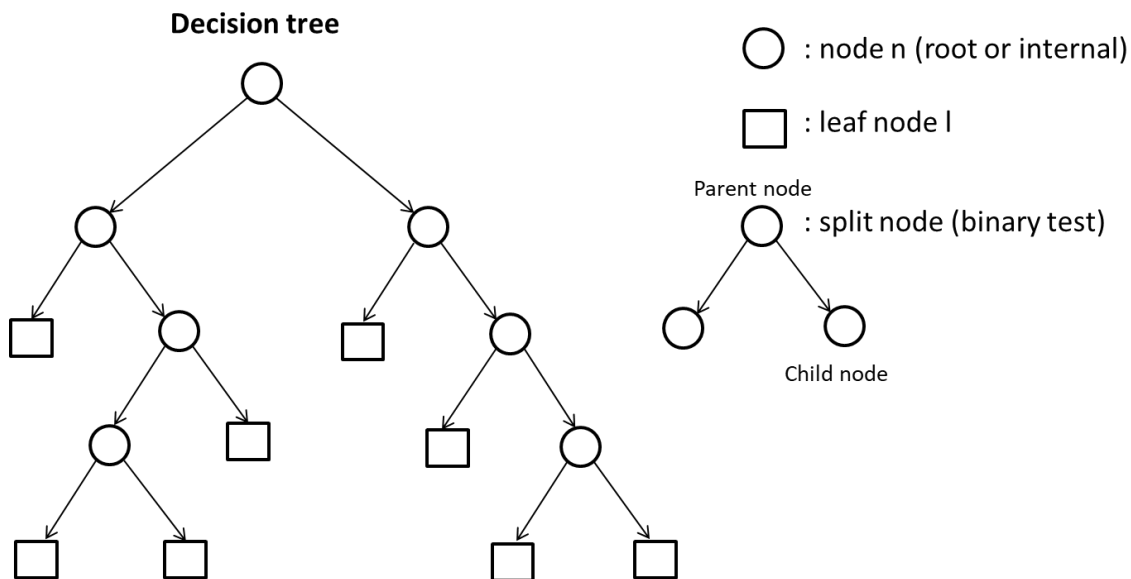 Decision tree
: node n (root or internal)
: leaf node l
Parent node
: split node (binary test)
Child node